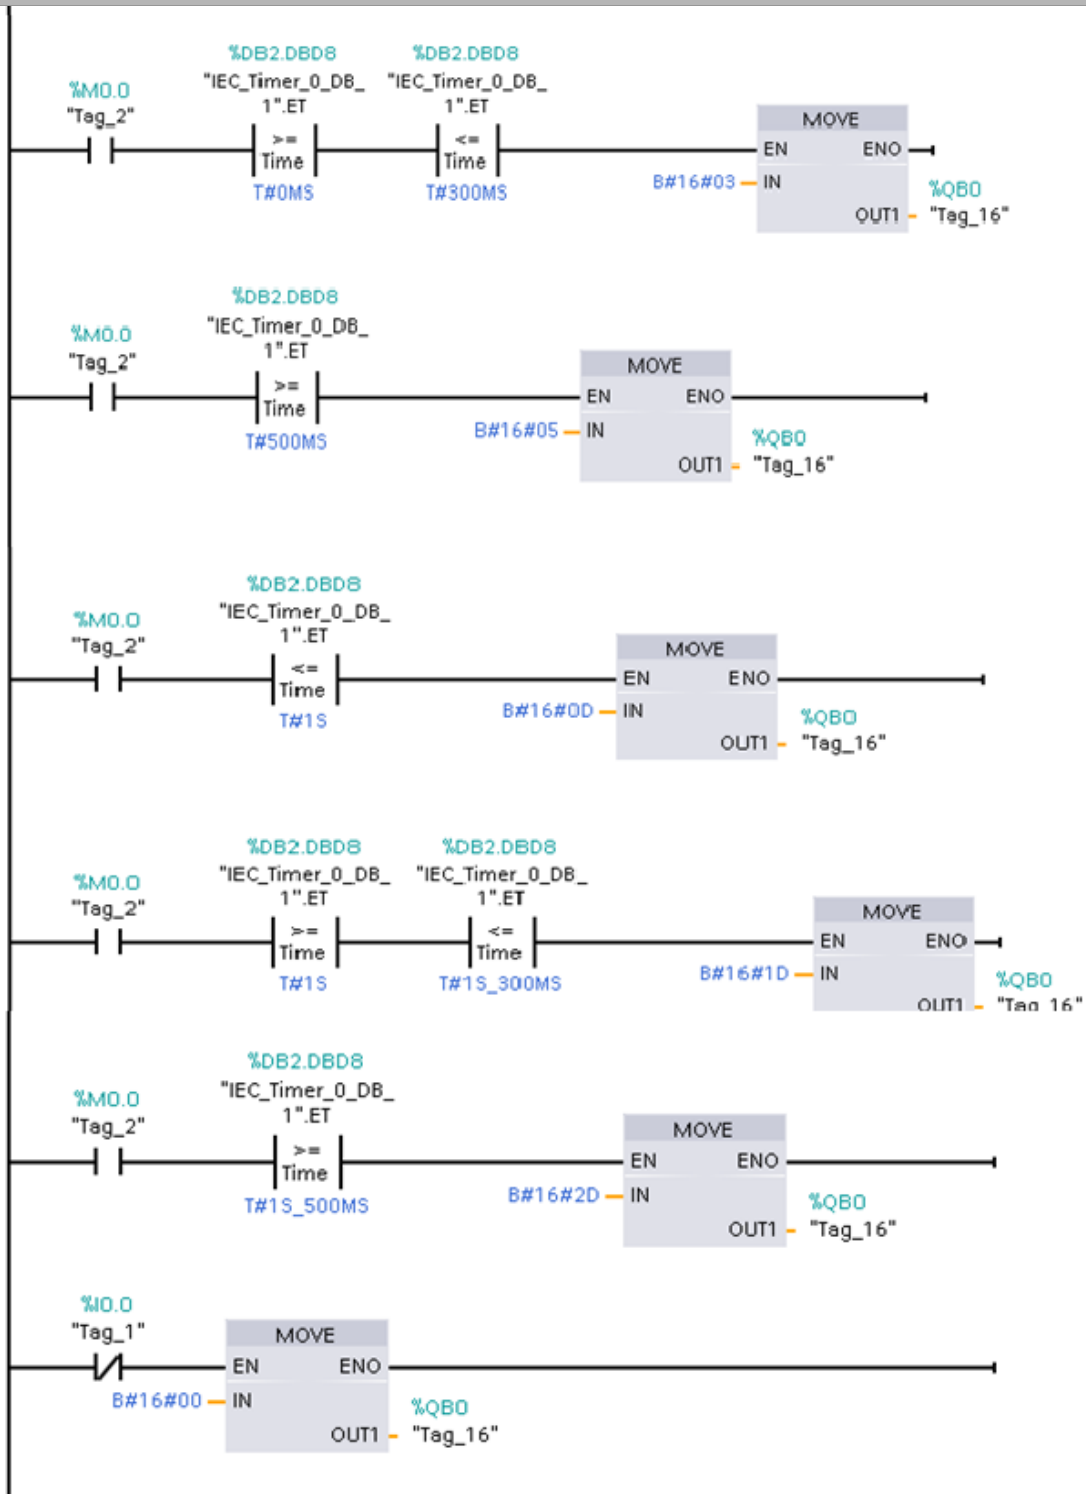 %DB2.DBD8 %DB2.DBD8
%M0.0 "IEC_Timer_0_DB_ "IEC_Timer_0_DB_
"Tag_2" 1".ET 1".ET
MOVE
>= <=
Time Time
EN ENO
T#0MS T#300MS
B#16#03 IN
%QB0
OUT1 "Tag_16"
%DB2.DBD8
%M0.0 "IEC_Timer_0_DB_
"Tag_2" 1".ET
MOVE
>=
Time
EN ENO
T#500MS
B#16#05 IN
%QB0
OUT1 "Tag_16"
%DB2.DBD8
%M0.0 "IEC_Timer_0_DB_
"Tag_2" 1".ET
MOVE
<=
Time
EN ENO
T#1S
B#16#0D IN
%QB0
OUT1 "Tag_16"
%DB2.DBD8 %DB2.DBD8
%M0.0 "IEC_Timer_0_DB_ "IEC_Timer_0_DB_
"Tag_2" 1".ET 1".ET
MOVE
>= <=
Time Time
EN ENO
T#1S T#1S_300MS
B#16#1D IN
%QB0
OUT1 "Tag_16"
%DB2.DBD8
%M0.0 "IEC_Timer_0_DB_
"Tag_2" 1".ET
MOVE
>=
Time
EN ENO
T#1S_500MS
B#16#2D IN
%QB0
OUT1 "Tag_16"
%I0.0
"Tag_1"
MOVE
EN ENO
B#16#00 IN
%QB0
OUT1 "Tag_16"